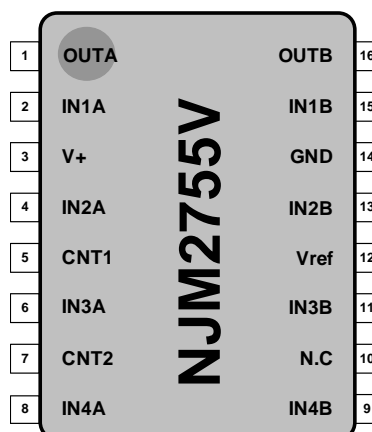 1 OUTA OUTB 16
2 IN1A IN1B 15
3 V+ GND 14
4 IN2A IN2B 13
5 CNT1 Vref 12
6 IN3A IN3B 11
7 CNT2 N.C 10
8 IN4A IN4B 9
NJM2755V